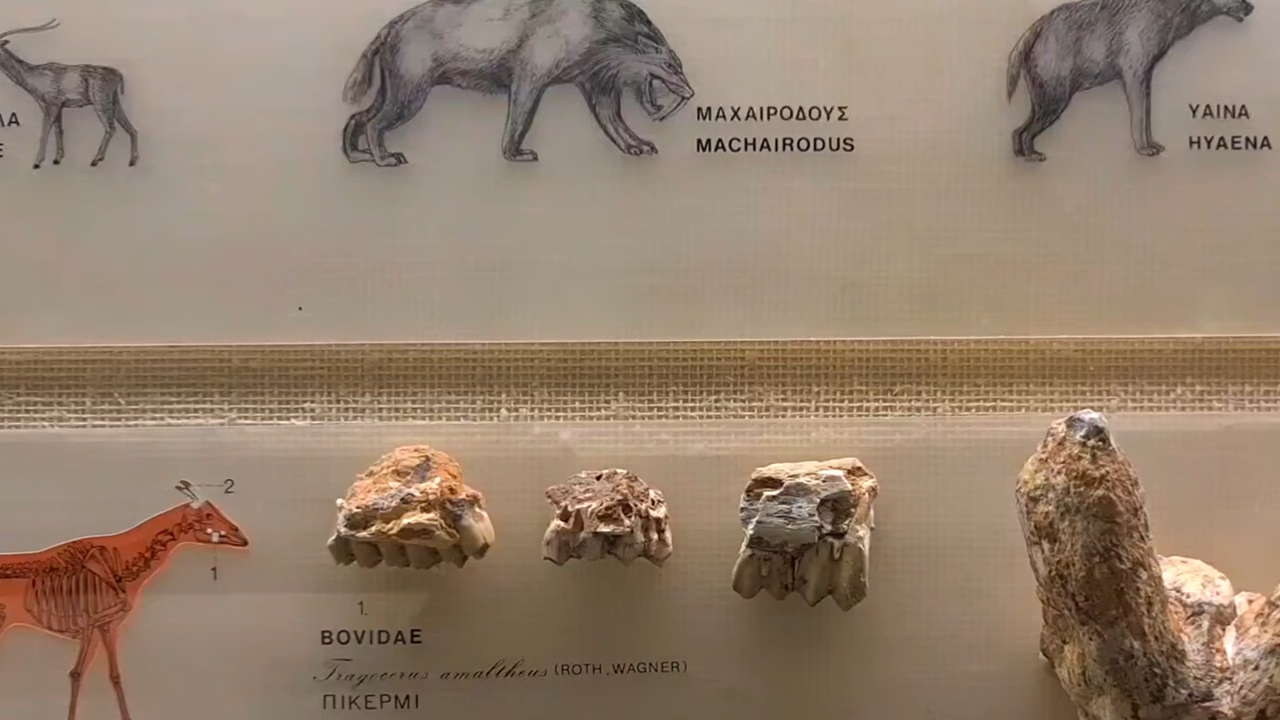 ΜΑΧΑΙΡΟΔΟΥΣ
MACHAIRODUS
ΥΑΙΝΑ
HYAENA
2
1
1.
BOVIDAE
Tragocerus amaltheus (ROTH, WAGNER)
ΠΙΚΕΡΜΙ